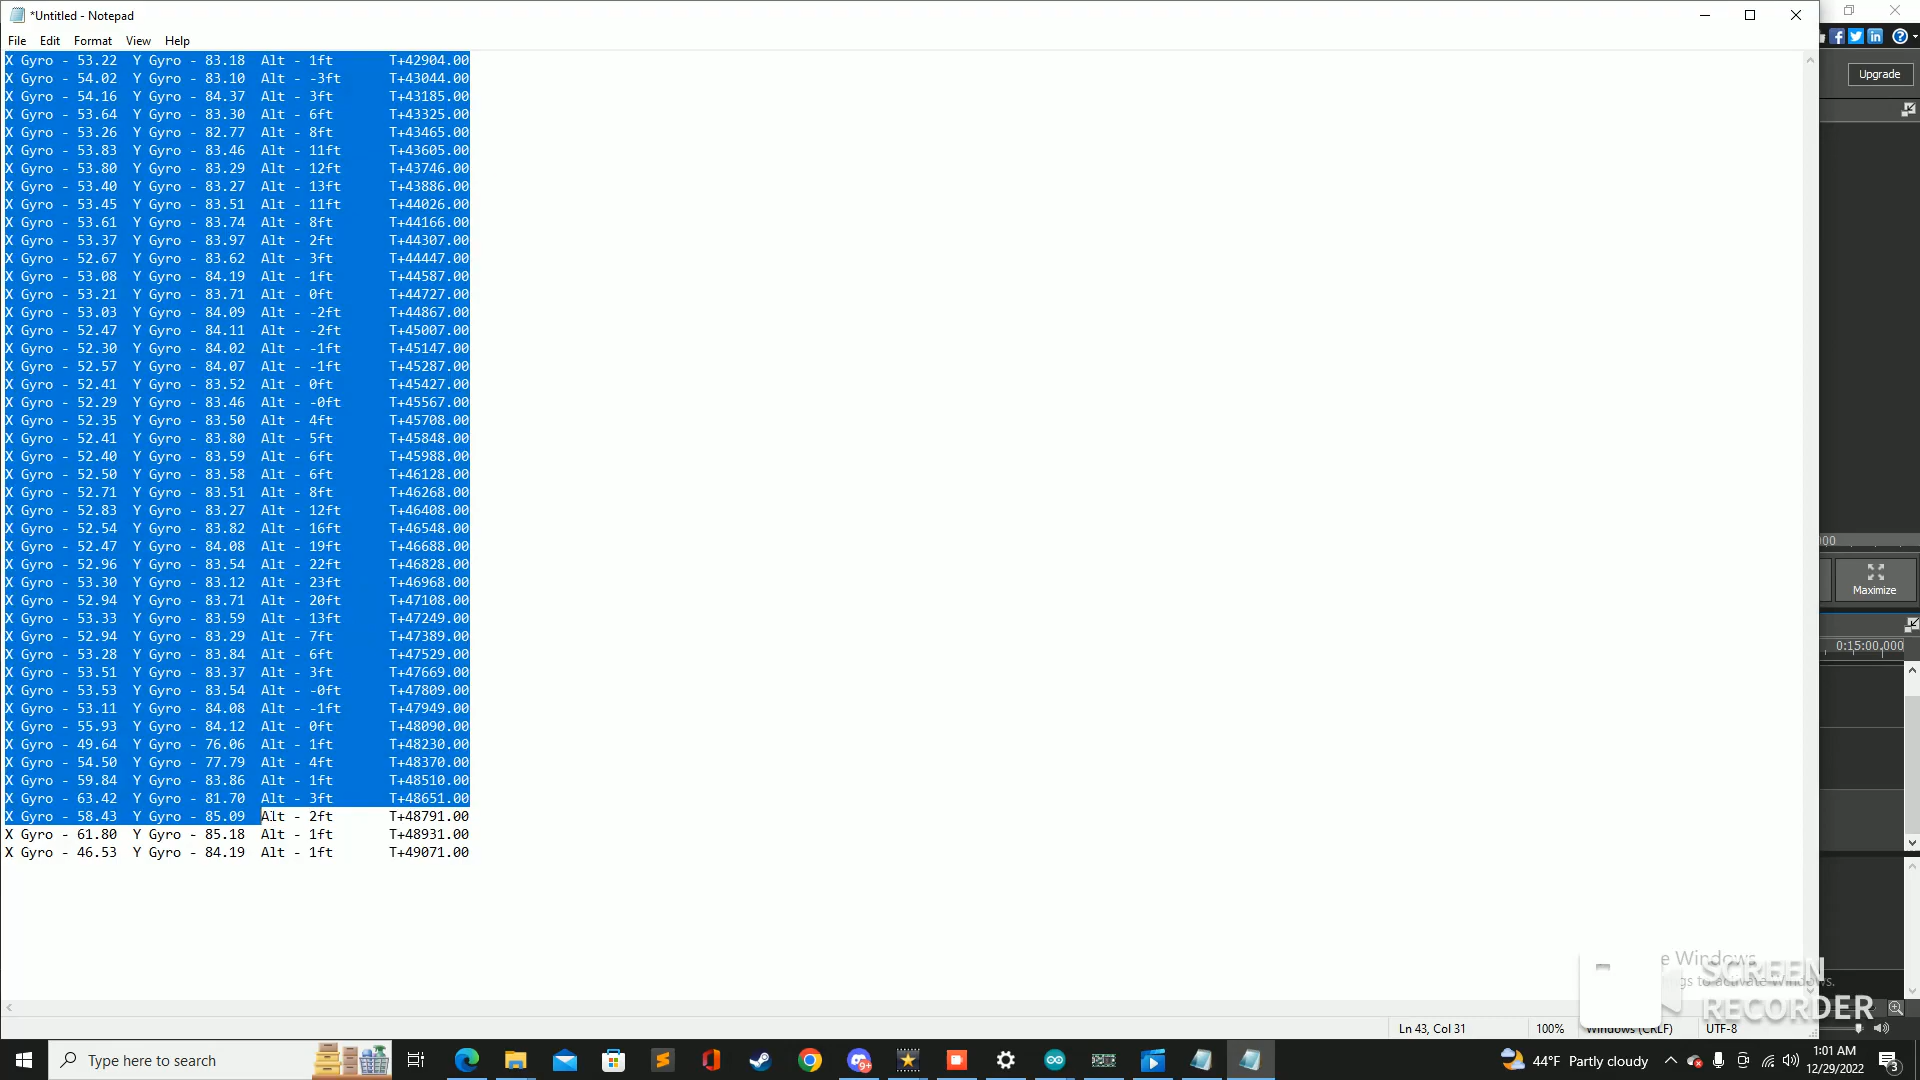 *Untitled - Notepad
File Edit Format View Help
X Gyro - 53.22 Y Gyro - 83.18 Alt - 1ft T+42904.00
X Gyro - 54.02 Y Gyro - 83.10 Alt - -3ft T+43044.00
X Gyro - 54.16 Y Gyro - 84.37 Alt - 3ft T+43185.00
X Gyro - 53.64 Y Gyro - 83.30 Alt - 6ft T+43325.00
X Gyro - 53.26 Y Gyro - 82.77 Alt - 8ft T+43465.00
X Gyro - 53.83 Y Gyro - 83.46 Alt - 11ft T+43605.00
X Gyro - 53.80 Y Gyro - 83.29 Alt - 12ft T+43746.00
X Gyro - 53.40 Y Gyro - 83.27 Alt - 13ft T+43886.00
X Gyro - 53.45 Y Gyro - 83.51 Alt - 11ft T+44026.00
X Gyro - 53.61 Y Gyro - 83.74 Alt - 8ft T+44166.00
X Gyro - 53.37 Y Gyro - 83.97 Alt - 2ft T+44307.00
X Gyro - 52.67 Y Gyro - 83.62 Alt - 3ft T+44447.00
X Gyro - 53.08 Y Gyro - 84.19 Alt - 1ft T+44587.00
X Gyro - 53.21 Y Gyro - 83.71 Alt - 0ft T+44727.00
X Gyro - 53.03 Y Gyro - 84.09 Alt - -2ft T+44867.00
X Gyro - 52.47 Y Gyro - 84.11 Alt - -2ft T+45007.00
X Gyro - 52.30 Y Gyro - 84.02 Alt - -1ft T+45147.00
X Gyro - 52.57 Y Gyro - 84.07 Alt - -1ft T+45287.00
X Gyro - 52.41 Y Gyro - 83.52 Alt - 0ft T+45427.00
X Gyro - 52.29 Y Gyro - 83.46 Alt - -0ft T+45567.00
X Gyro - 52.35 Y Gyro - 83.50 Alt - 4ft T+45708.00
X Gyro - 52.41 Y Gyro - 83.80 Alt - 5ft T+45848.00
X Gyro - 52.40 Y Gyro - 83.59 Alt - 6ft T+45988.00
X Gyro - 52.50 Y Gyro - 83.58 Alt - 6ft T+46128.00
X Gyro - 52.71 Y Gyro - 83.51 Alt - 8ft T+46268.00
X Gyro - 52.83 Y Gyro - 83.27 Alt - 12ft T+46408.00
X Gyro - 52.54 Y Gyro - 83.82 Alt - 16ft T+46548.00
X Gyro - 52.47 Y Gyro - 84.08 Alt - 19ft T+46688.00
X Gyro - 52.96 Y Gyro - 83.54 Alt - 22ft T+46828.00
X Gyro - 53.30 Y Gyro - 83.12 Alt - 23ft T+46968.00
X Gyro - 52.94 Y Gyro - 83.71 Alt - 20ft T+47108.00
X Gyro - 53.33 Y Gyro - 83.59 Alt - 13ft T+47249.00
X Gyro - 52.94 Y Gyro - 83.29 Alt - 7ft T+47389.00
X Gyro - 53.28 Y Gyro - 83.84 Alt - 6ft T+47529.00
X Gyro - 53.51 Y Gyro - 83.37 Alt - 3ft T+47669.00
X Gyro - 53.53 Y Gyro - 83.54 Alt - -0ft T+47809.00
X Gyro - 53.11 Y Gyro - 84.08 Alt - -1ft T+47949.00
X Gyro - 55.93 Y Gyro - 84.12 Alt - 0ft T+48090.00
X Gyro - 49.64 Y Gyro - 76.06 Alt - 1ft T+48230.00
X Gyro - 54.50 Y Gyro - 77.79 Alt - 4ft T+48370.00
X Gyro - 59.84 Y Gyro - 83.86 Alt - 1ft T+48510.00
X Gyro - 63.42 Y Gyro - 81.70 Alt - 3ft T+48651.00
X Gyro - 58.43 Y Gyro - 85.09 Alt - 2ft T+48791.00
X Gyro - 61.80 Y Gyro - 85.18 Alt - 1ft T+48931.00
X Gyro - 46.53 Y Gyro - 84.19 Alt - 1ft T+49071.00
Upgrade
000
Maximize
0:15:00.000
e Windows
SCREEN
RECORDER
Ln 43, Col 31 100% Windows (CRLF) UTF-8
Type here to search
9+
44°F Partly cloudy
1:01 AM
12/29/2022
3